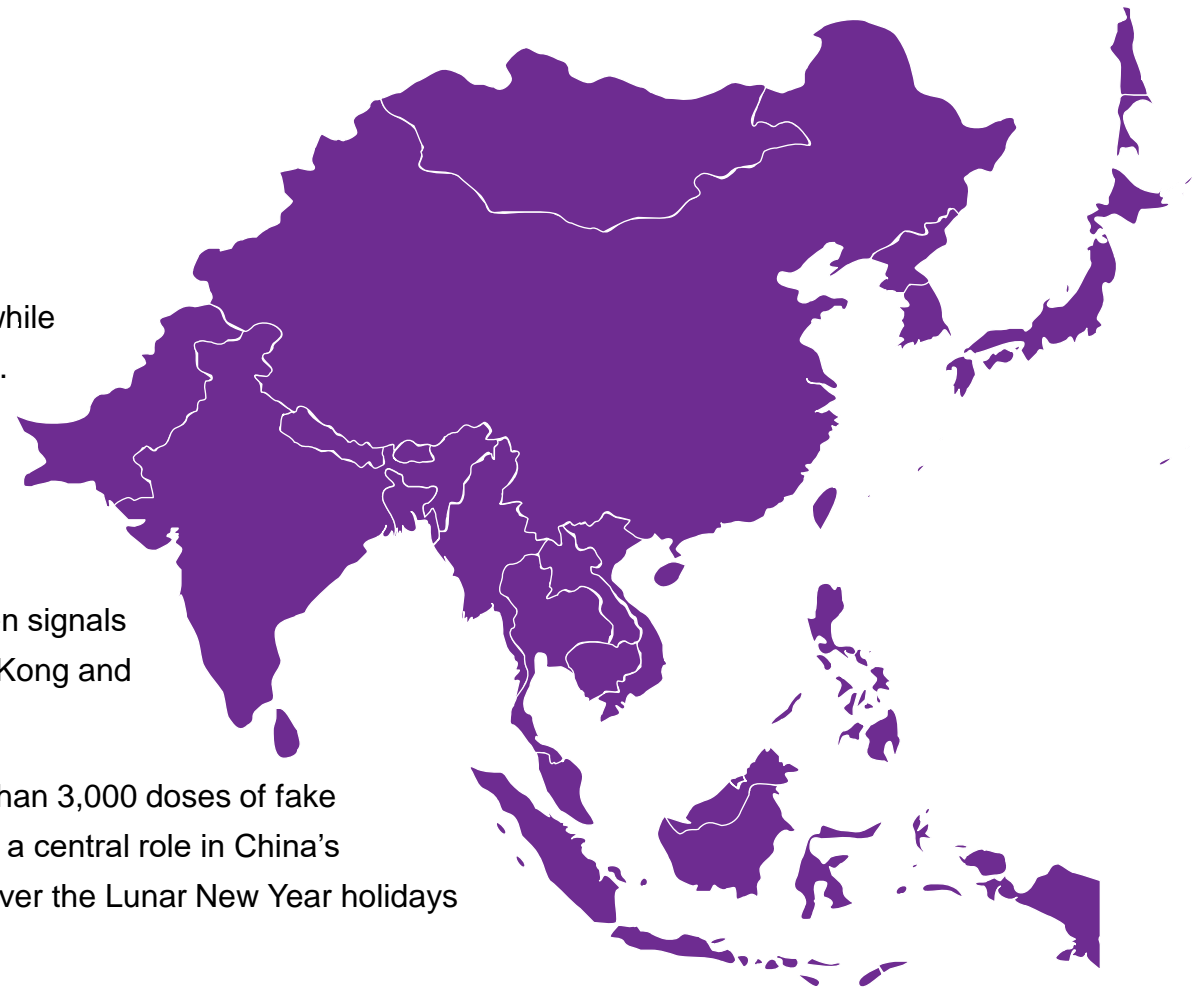 while
.
n signals
Kong and
han 3,000 doses of fake
a central role in China’s
ver the Lunar New Year holidays